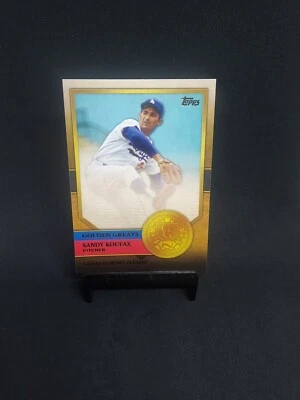 Topps
GOLDEN GREATS
SANDY KOUFAX
PITCHER